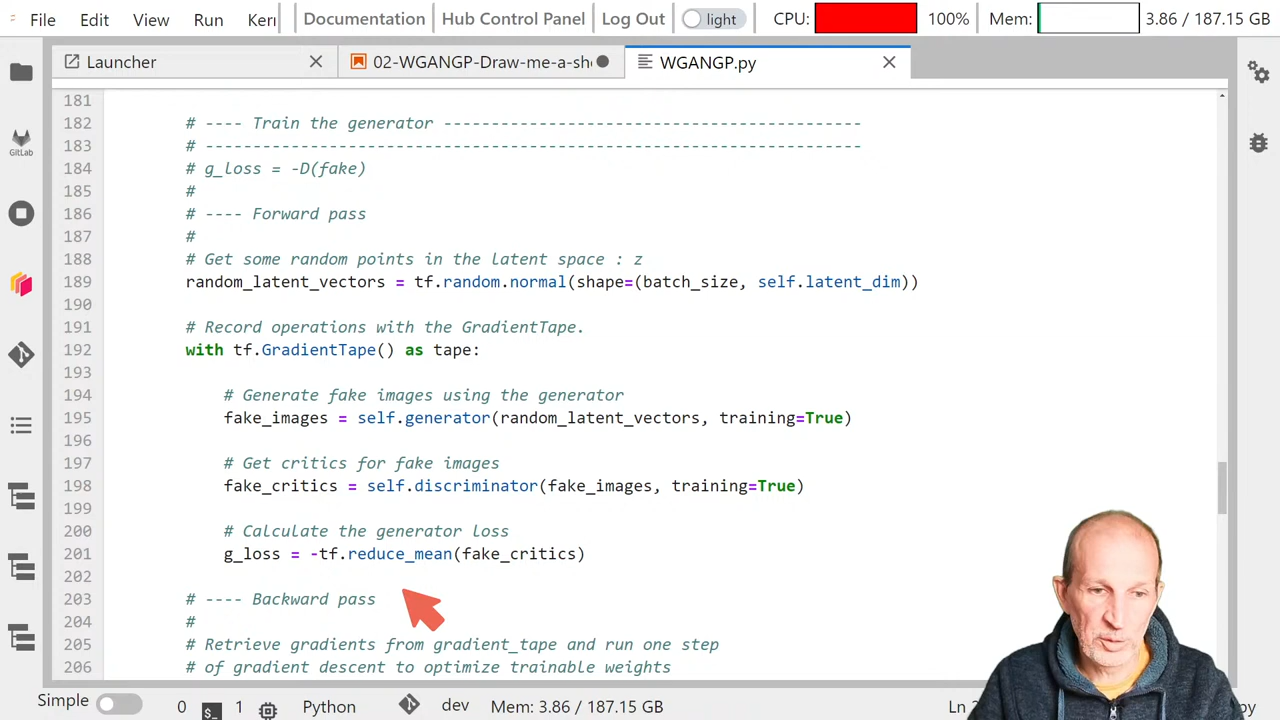 File Edit View Run Kerı Documentation Hub Control Panel Log Out light CPU: 100% Mem: 3.86 / 187.15 GB
Launcher 02-WGANGP-Draw-me-a-she WGANGP.py
GitLab
181
182 # ---- Train the generator --------------------------------------------
183 # ---------------------------------------------------------------------
184 # g_loss = -D(fake)
185 #
186 # ---- Forward pass
187 #
188 # Get some random points in the latent space : z
189 random_latent_vectors = tf.random.normal(shape=(batch_size, self.latent_dim))
190
191 # Record operations with the GradientTape.
192 with tf.GradientTape() as tape:
193
194 # Generate fake images using the generator
195 fake_images = self.generator(random_latent_vectors, training=True)
196
197 # Get critics for fake images
198 fake_critics = self.discriminator(fake_images, training=True)
199
200 # Calculate the generator loss
201 g_loss = -tf.reduce_mean(fake_critics)
202
203 # ---- Backward pass
204 #
205 # Retrieve gradients from gradient_tape and run one step
206 # of gradient descent to optimize trainable weights
Simple 0 $_ 1 Python dev Mem: 3.86 / 187.15 GB Ln